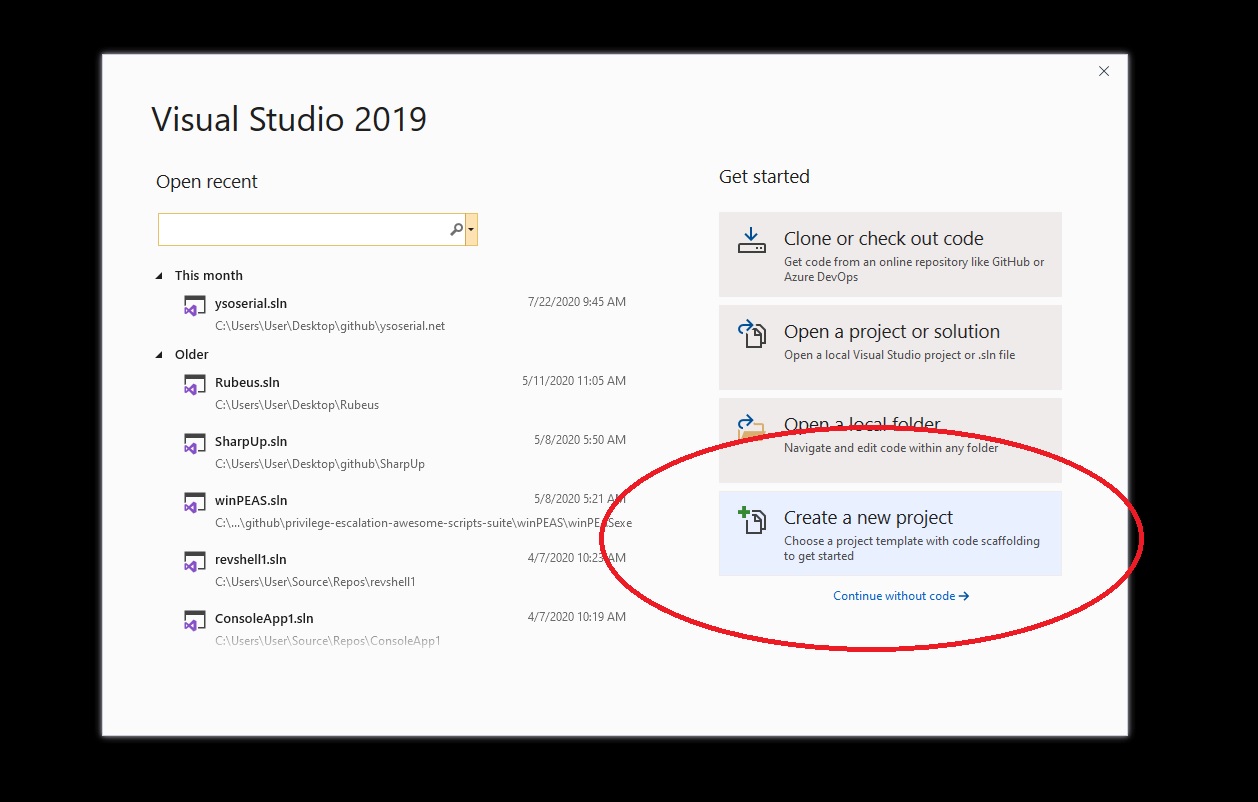 Visual Studio 2019
Open recent
This month
ysoserial.sln 7/22/2020 9:45 AM
C:\Users\User\Desktop\github\ysoserial.net
Older
Rubeus.sln 5/11/2020 11:05 AM
C:\Users\User\Desktop\Rubeus
SharpUp.sln 5/8/2020 5:50 AM
C:\Users\User\Desktop\github\SharpUp
winPEAS.sln 5/8/2020 5:21 AM
C:\...\github\privilege-escalation-awesome-scripts-suite\winPEAS\winPEASexe
revshell1.sln 4/7/2020 10:23 AM
C:\Users\User\Source\Repos\revshell1
ConsoleApp1.sln 4/7/2020 10:19 AM
C:\Users\User\Source\Repos\ConsoleApp1
Get started
Clone or check out code
Get code from an online repository like GitHub or
Azure DevOps
Open a project or solution
Open a local Visual Studio project or .sln file
Open a local folder
Navigate and edit code within any folder
Create a new project
Choose a project template with code scaffolding
to get started
Continue without code